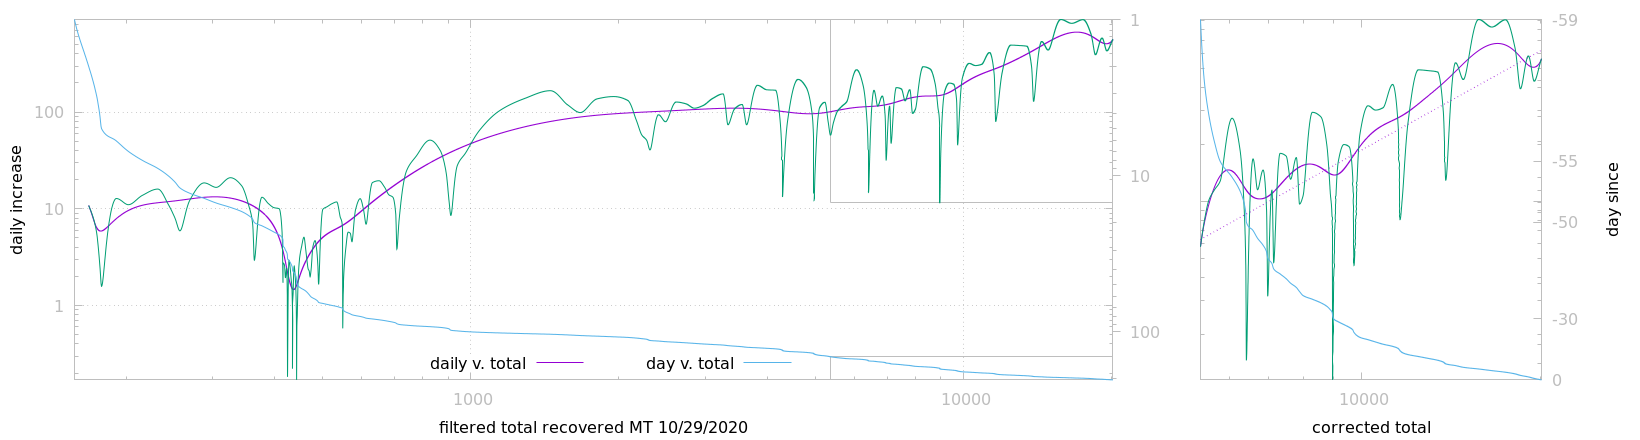 1 -59
100
10 -55
10 -50
1
100 -30
daily v. total day v. total
0
1000 10000 10000
filtered total recovered MT 10/29/2020 corrected total
daily increase
day since